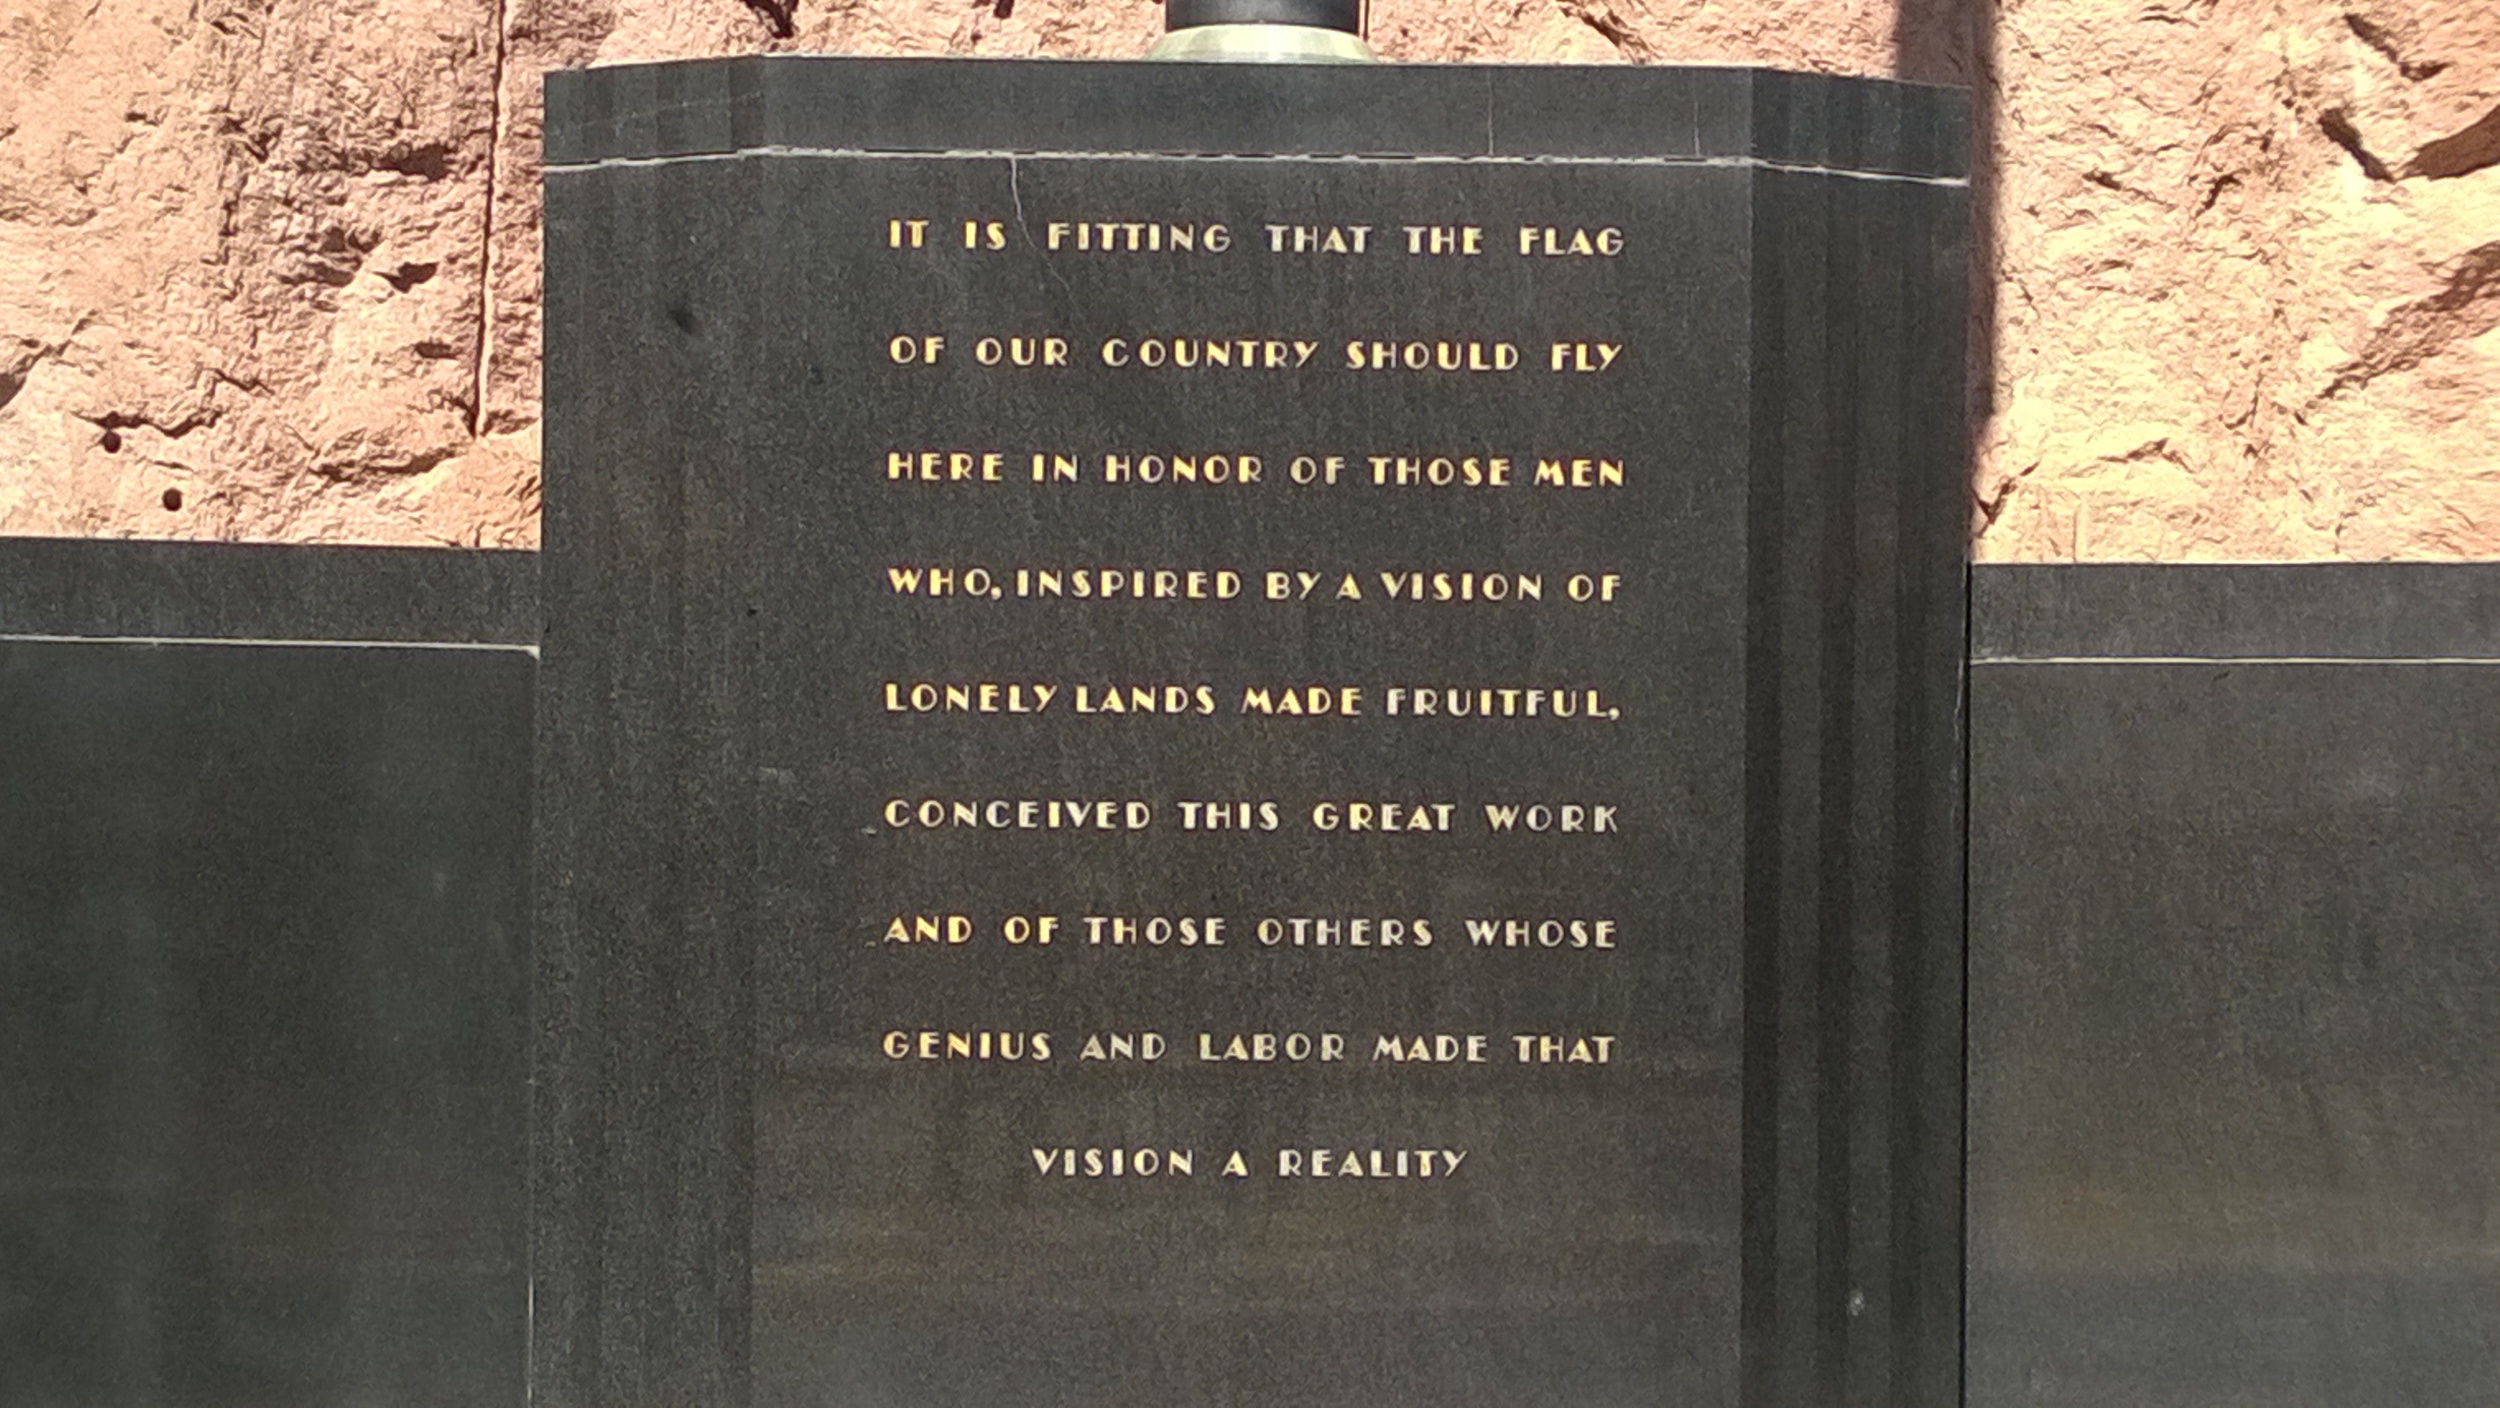 IT IS FITTING THAT THE FLAG
OF OUR COUNTRY SHOULD FLY
HERE IN HONOR OF THOSE MEN
WHO, INSPIRED BY A VISION OF
LONELY LANDS MADE FRUITFUL,
CONCEIVED THIS GREAT WORK
AND OF THOSE OTHERS WHOSE
GENIUS AND LABOR MADE THAT
VISION A REALITY